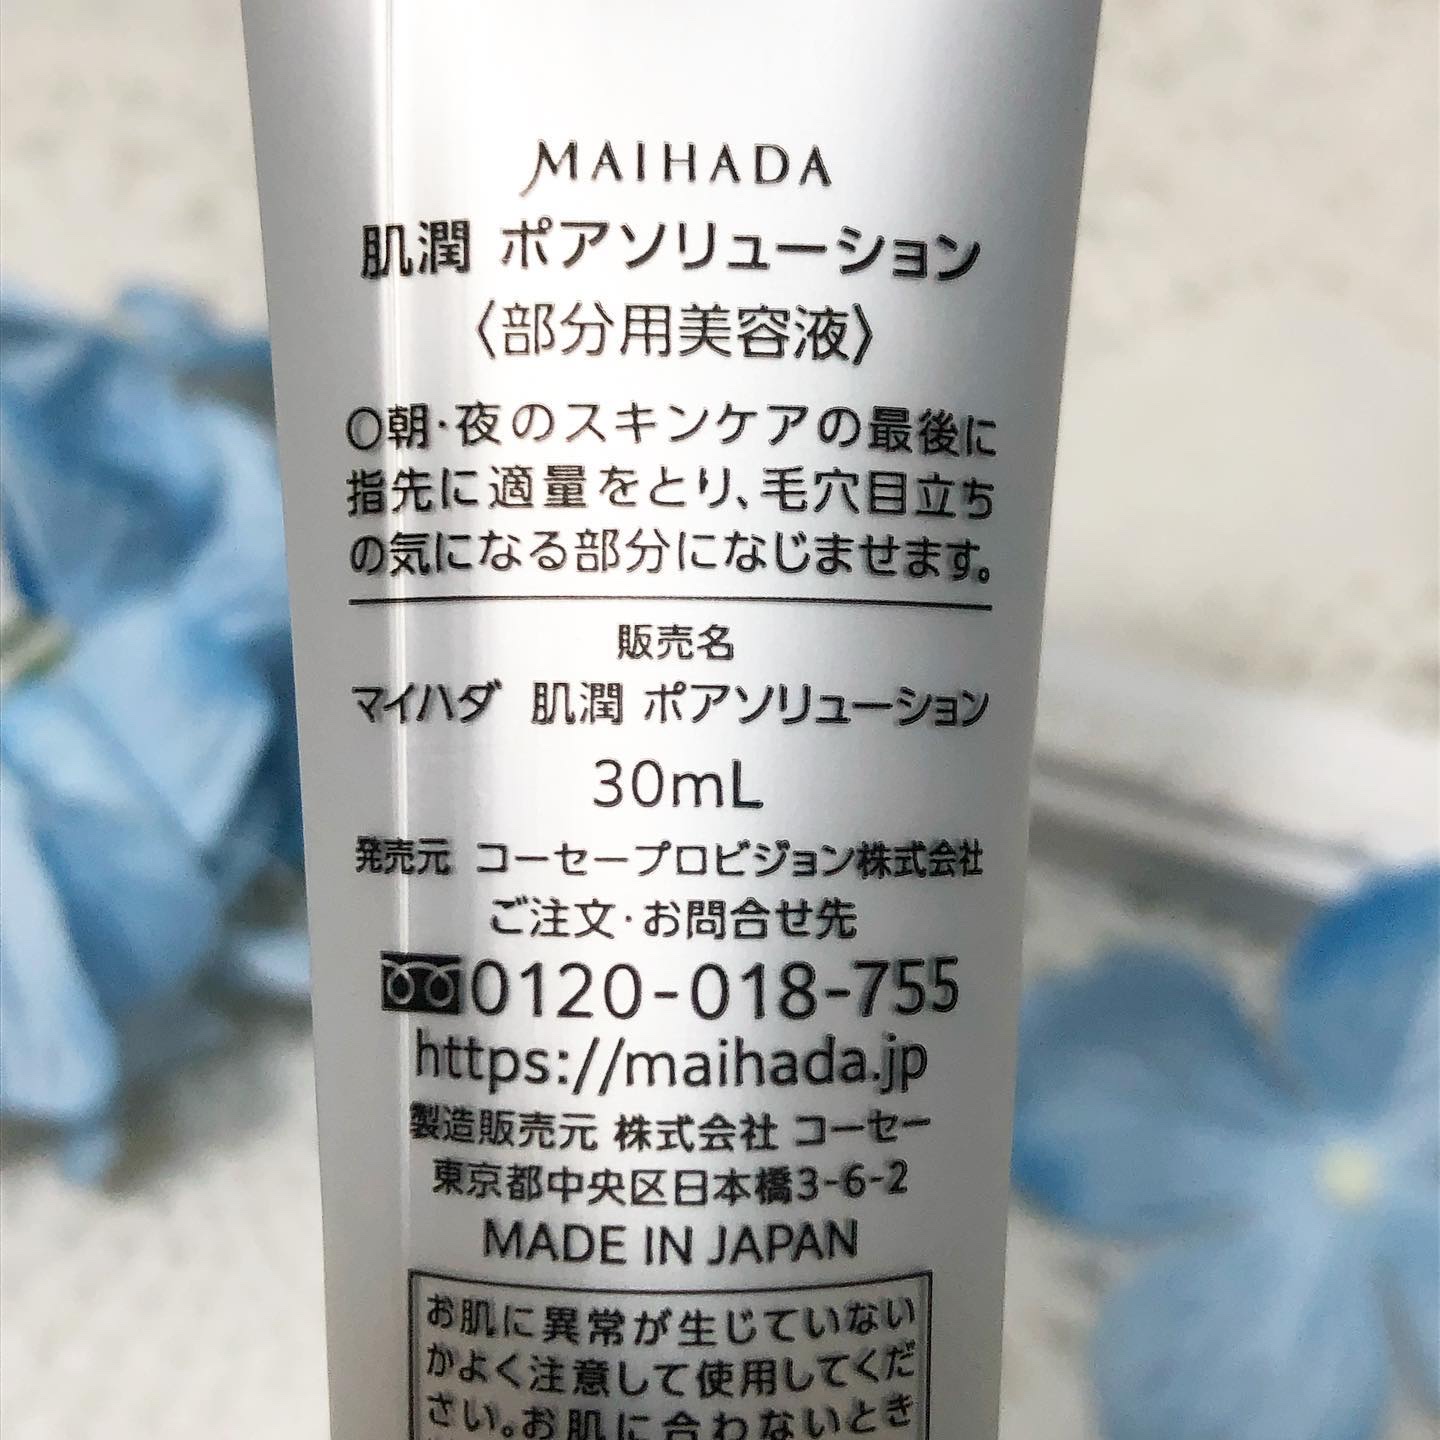 MAIHADA
肌潤 ポアソリューション
〈部分用美容液〉
〇朝・夜のスキンケアの最後に
指先に適量をとり、毛穴目立ち
の気になる部分になじませます。
販売名
マイハダ 肌潤 ポアソリューション
30mL
発売元 コーセープロビジョン株式会社
ご注文・お問合せ先
0120-018-755
https://maihada.jp
製造販売元 株式会社 コーセー
東京都中央区日本橋3-6-2
MADE IN JAPAN
お肌に異常が生じていない
かよく注意して使用してくだ
さい。お肌に合わないとき